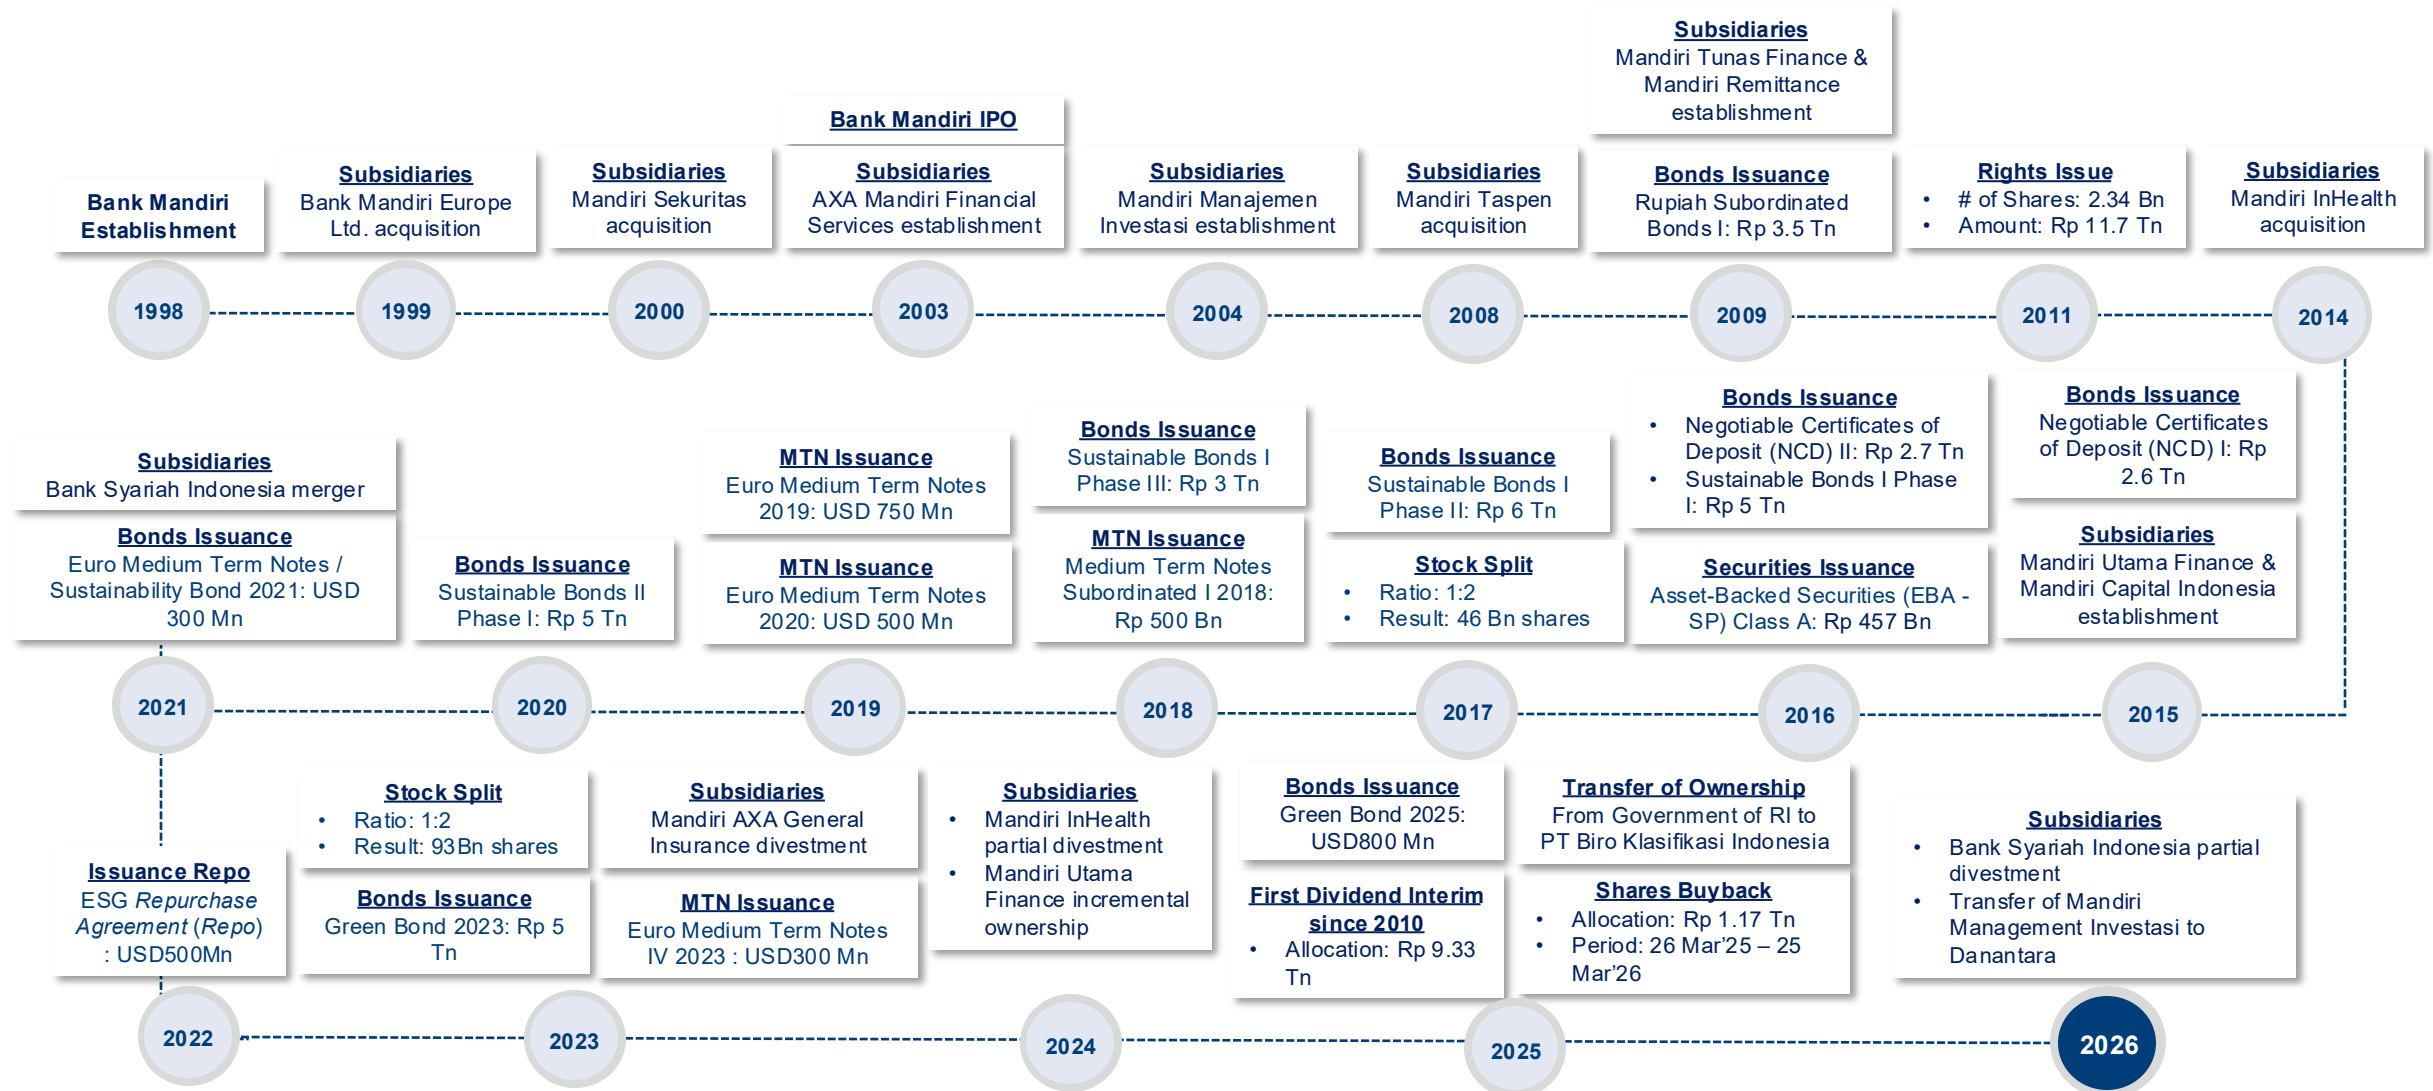 Bank Mandiri
Establishment
1998
Subsidiaries
Bank Mandiri Europe
Ltd. acquisition
1999
Subsidiaries
Mandiri Sekuritas
acquisition
2000
Bank Mandiri IPO
Subsidiaries
AXA Mandiri Financial
Services establishment
2003
Subsidiaries
Mandiri Manajemen
Investasi establishment
2004
Subsidiaries
Mandiri Taspen
acquisition
2008
Subsidiaries
Mandiri Tunas Finance &
Mandiri Remittance
establishment
Bonds Issuance
Rupiah Subordinated
Bonds I: Rp 3.5 Tn
2009
Rights Issue
• # of Shares: 2.34 Bn
• Amount: Rp 11.7 Tn
2011
Subsidiaries
Mandiri InHealth
acquisition
2014
Bonds Issuance
Negotiable Certificates
of Deposit (NCD) I: Rp
2.6 Tn
Subsidiaries
Mandiri Utama Finance &
Mandiri Capital Indonesia
establishment
2015
Bonds Issuance
• Negotiable Certificates of
Deposit (NCD) II: Rp 2.7 Tn
• Sustainable Bonds I Phase
I: Rp 5 Tn
Securities Issuance
Asset-Backed Securities (EBA -
SP) Class A: Rp 457 Bn
2016
Bonds Issuance
Sustainable Bonds I
Phase II: Rp 6 Tn
Stock Split
• Ratio: 1:2
• Result: 46 Bn shares
2017
Bonds Issuance
Sustainable Bonds I
Phase III: Rp 3 Tn
MTN Issuance
Medium Term Notes
Subordinated I 2018:
Rp 500 Bn
2018
MTN Issuance
Euro Medium Term Notes
2019: USD 750 Mn
MTN Issuance
Euro Medium Term Notes
2020: USD 500 Mn
2019
Bonds Issuance
Sustainable Bonds II
Phase I: Rp 5 Tn
2020
Subsidiaries
Bank Syariah Indonesia merger
Bonds Issuance
Euro Medium Term Notes /
Sustainability Bond 2021: USD
300 Mn
2021
Issuance Repo
ESG Repurchase
Agreement (Repo)
: USD500Mn
2022
Stock Split
• Ratio: 1:2
• Result: 93Bn shares
Bonds Issuance
Green Bond 2023: Rp 5
Tn
Subsidiaries
Mandiri AXA General
Insurance divestment
MTN Issuance
Euro Medium Term Notes
IV 2023 : USD300 Mn
2023
Subsidiaries
• Mandiri InHealth
partial divestment
• Mandiri Utama
Finance incremental
ownership
2024
Bonds Issuance
Green Bond 2025:
USD800 Mn
First Dividend Interim
since 2010
• Allocation: Rp 9.33
Tn
Transfer of Ownership
From Government of RI to
PT Biro Klasifikasi Indonesia
Shares Buyback
• Allocation: Rp 1.17 Tn
• Period: 26 Mar’25 – 25
Mar’26
2025
Subsidiaries
• Bank Syariah Indonesia partial
divestment
• Transfer of Mandiri
Management Investasi to
Danantara
2026